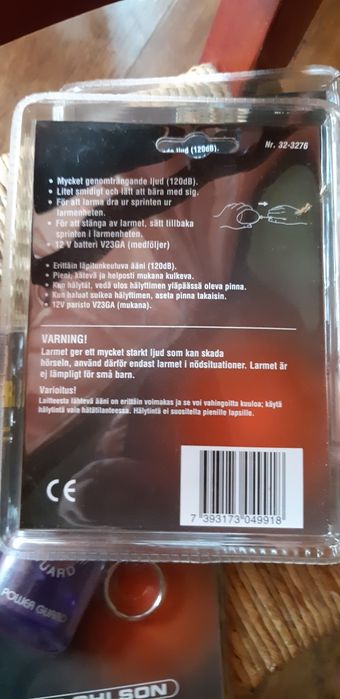 de ljud (120dB).
Nr. 32-3276
• Mycket genomträngande ljud (120dB).
• Litet smidigt och lätt att bära med sig.
• För att larma dra ur sprinten ur
larmenheten.
• För att stänga av larmet, sätt tillbaka
sprinten i larmenheten.
• 12 V batteri V23GA (medföljer)
• Erittäin läpitunkeutuva ääni (120dB).
• Pieni, kätevä ja helposti mukana kulkeva.
• Kun hälytät, vedä ulos hälyttimen yläpäässä oleva pinna.
• Kun haluat sulkea hälyttimen, aseta pinna takaisin.
• 12V paristo V23GA (mukana).
VARNING!
Larmet ger ett mycket starkt ljud som kan skada
hörseln, använd därför endast larmet i nödsituationer. Larmet är
ej lämpligt för små barn.
Varioitus!
Laitteesta lähtevä ääni on erittäin voimakas ja se voi vahingoitta kuuloa; käytä
hälytintä vain hätätilanteessa. Hälytintä ei suositella pienille lapsille.
CE
7 393173 049918
GUARD
POWER GUARD
OHLSON